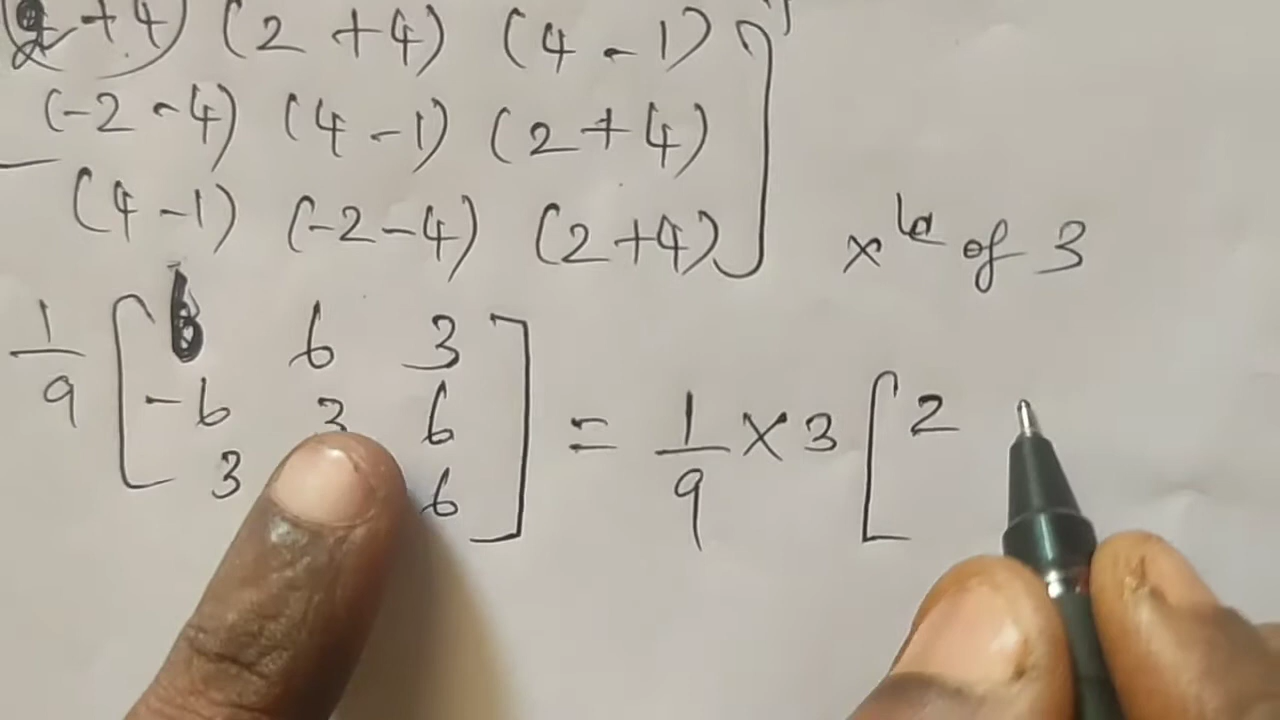 +4) (2 +4) (4 - 1)
(-2 -4) (4 -1) (2+4)
(4 -1) (-2-4) (2+4) x le of 3
1/9 [ 6 6 3 ] = 1/9 × 3 [ 2
-6 3 6
3 6